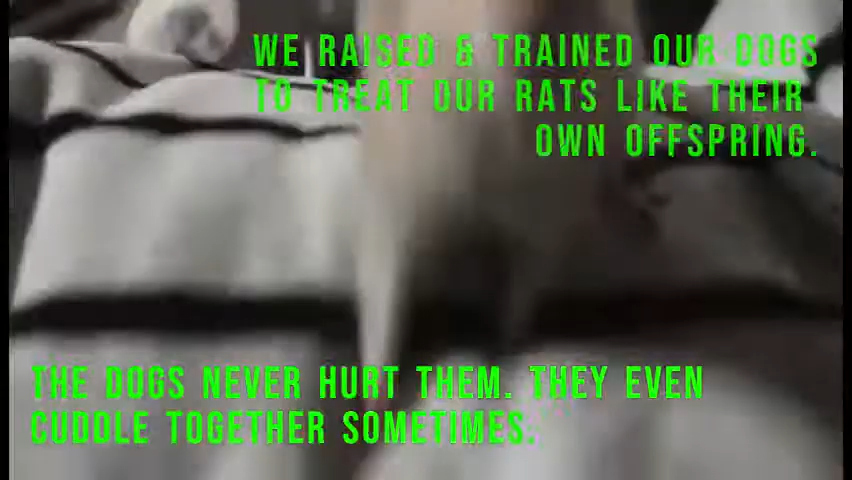 WE RAISED & TRAINED OUR DOGS
TO TREAT OUR RATS LIKE THEIR
OWN OFFSPRING.
THE DOGS NEVER HURT THEM. THEY EVEN
CUDDLE TOGETHER SOMETIMES.